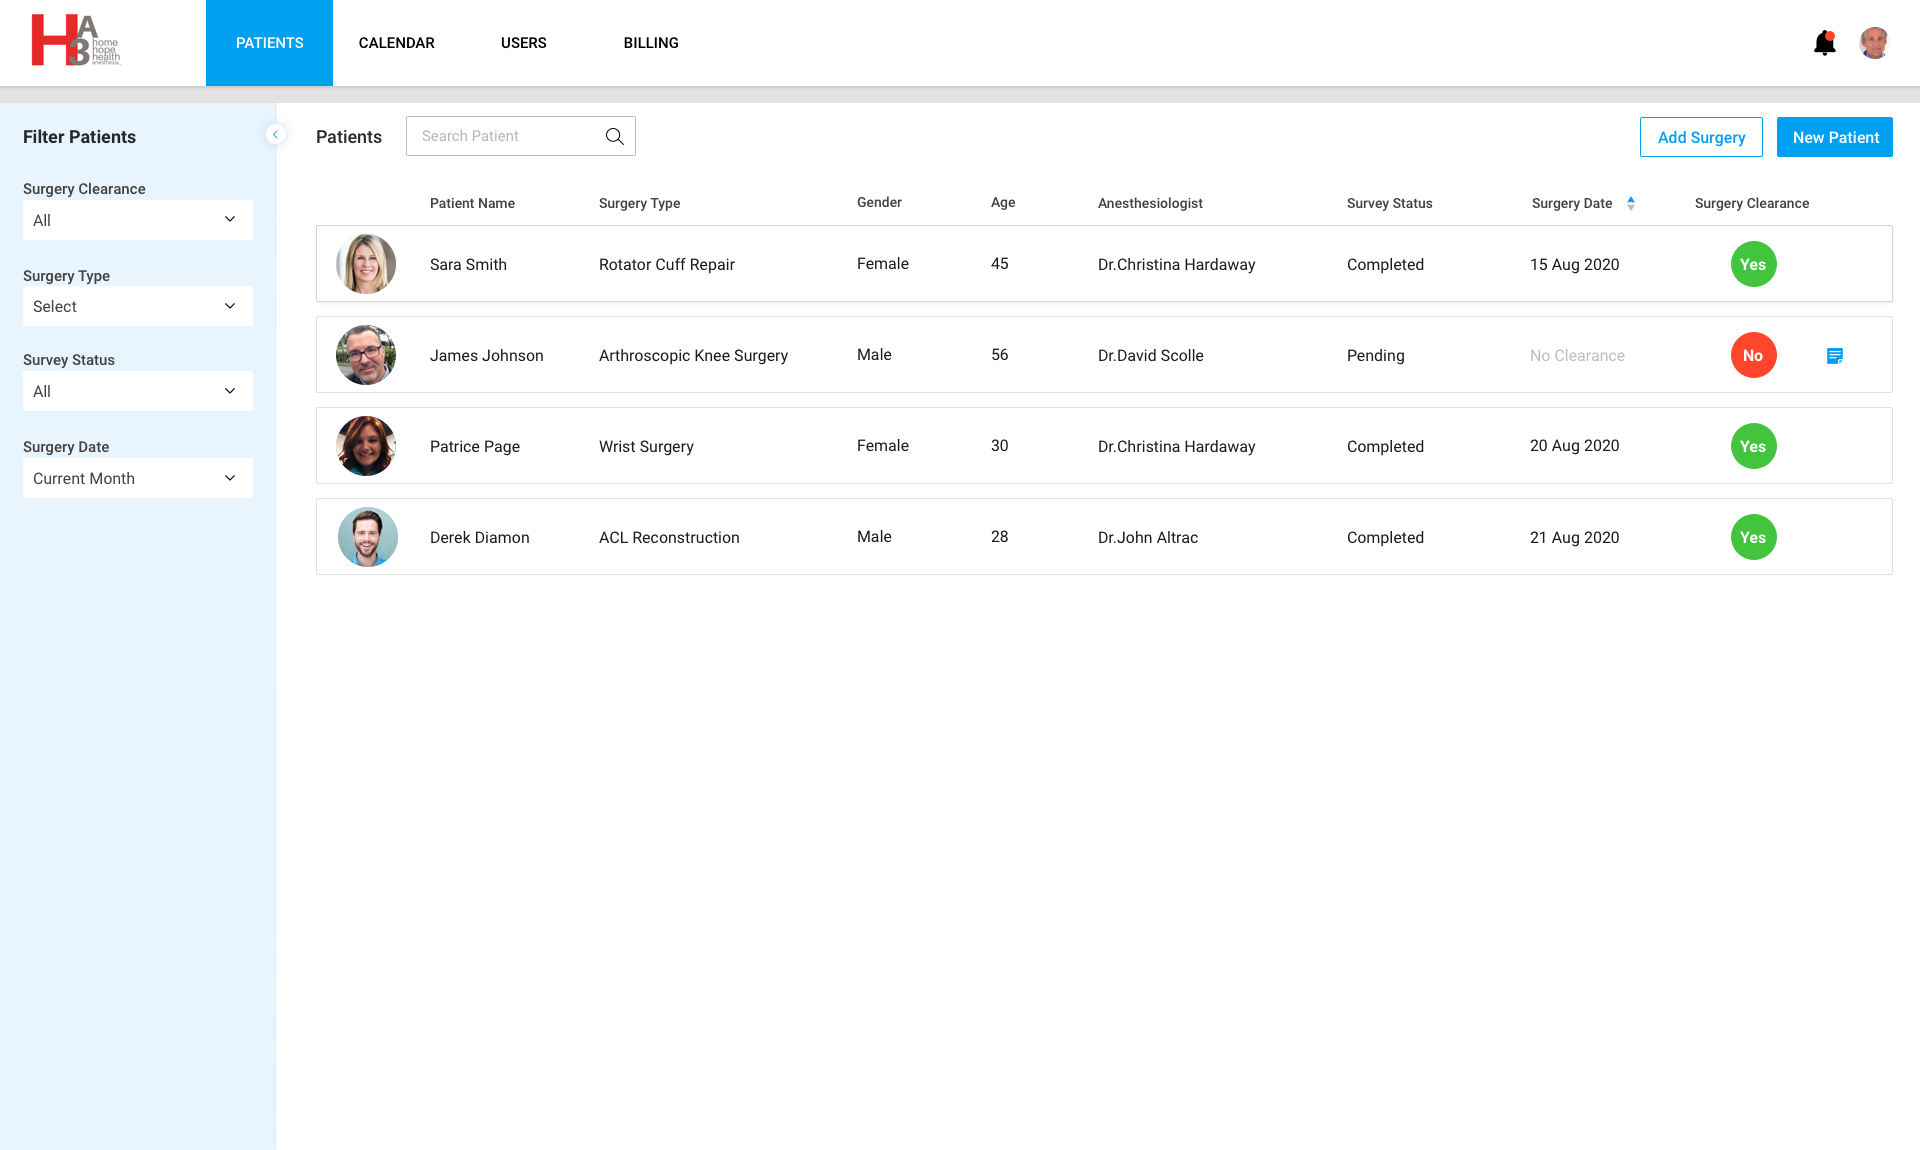 HA3 home
hope
health
anesthesia
PATIENTS CALENDAR USERS BILLING
Filter Patients
Surgery Clearance
All
Surgery Type
Select
Survey Status
All
Surgery Date
Current Month
Patients Search Patient Add Surgery New Patient
Patient Name Surgery Type Gender Age Anesthesiologist Survey Status Surgery Date Surgery Clearance
Sara Smith Rotator Cuff Repair Female 45 Dr.Christina Hardaway Completed 15 Aug 2020 Yes
James Johnson Arthroscopic Knee Surgery Male 56 Dr.David Scolle Pending No Clearance No
Patrice Page Wrist Surgery Female 30 Dr.Christina Hardaway Completed 20 Aug 2020 Yes
Derek Diamon ACL Reconstruction Male 28 Dr.John Altrac Completed 21 Aug 2020 Yes